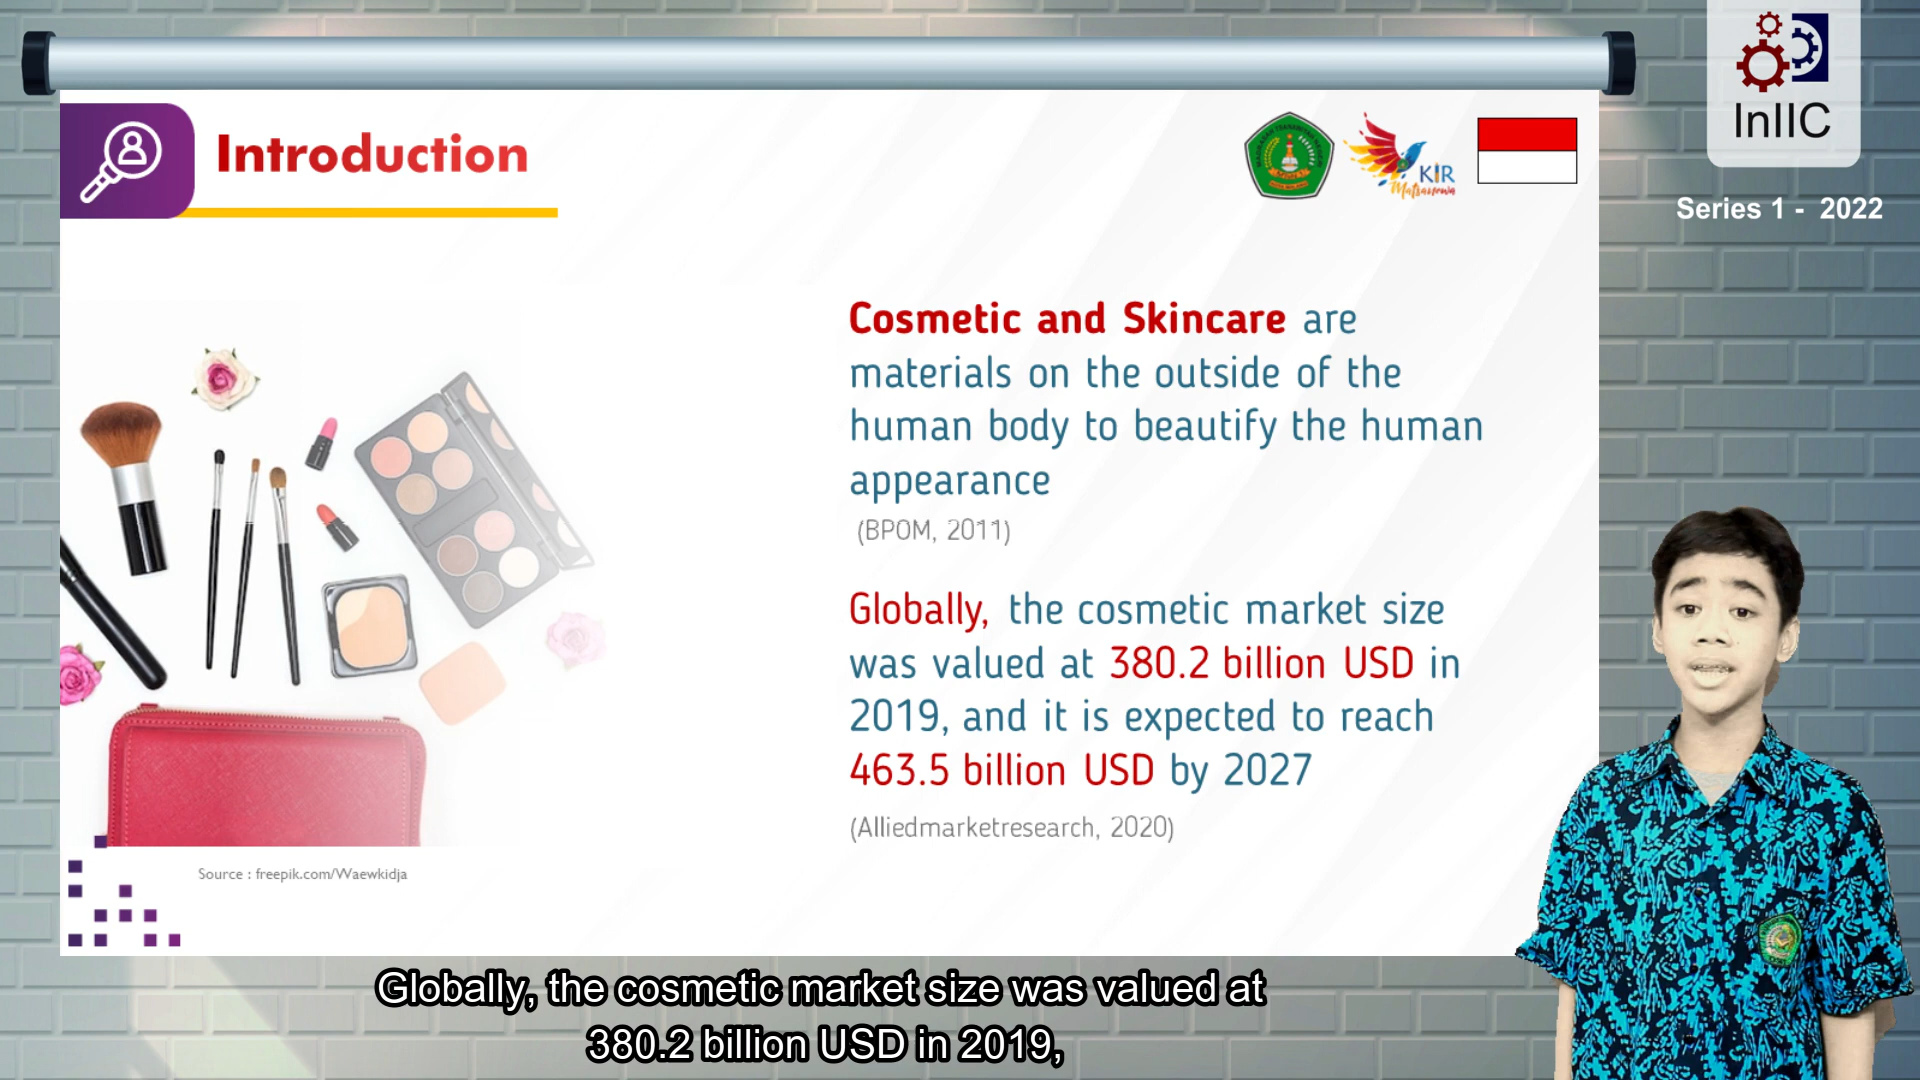 InIIC
Series 1 - 2022
Introduction
KIR
Matsanewa
Cosmetic and Skincare are
materials on the outside of the
human body to beautify the human
appearance
(BPOM, 2011)
Globally, the cosmetic market size
was valued at 380.2 billion USD in
2019, and it is expected to reach
463.5 billion USD by 2027
(Alliedmarketresearch, 2020)
Source : freepik.com/Waewkidja
Globally, the cosmetic market size was valued at
380.2 billion USD in 2019,